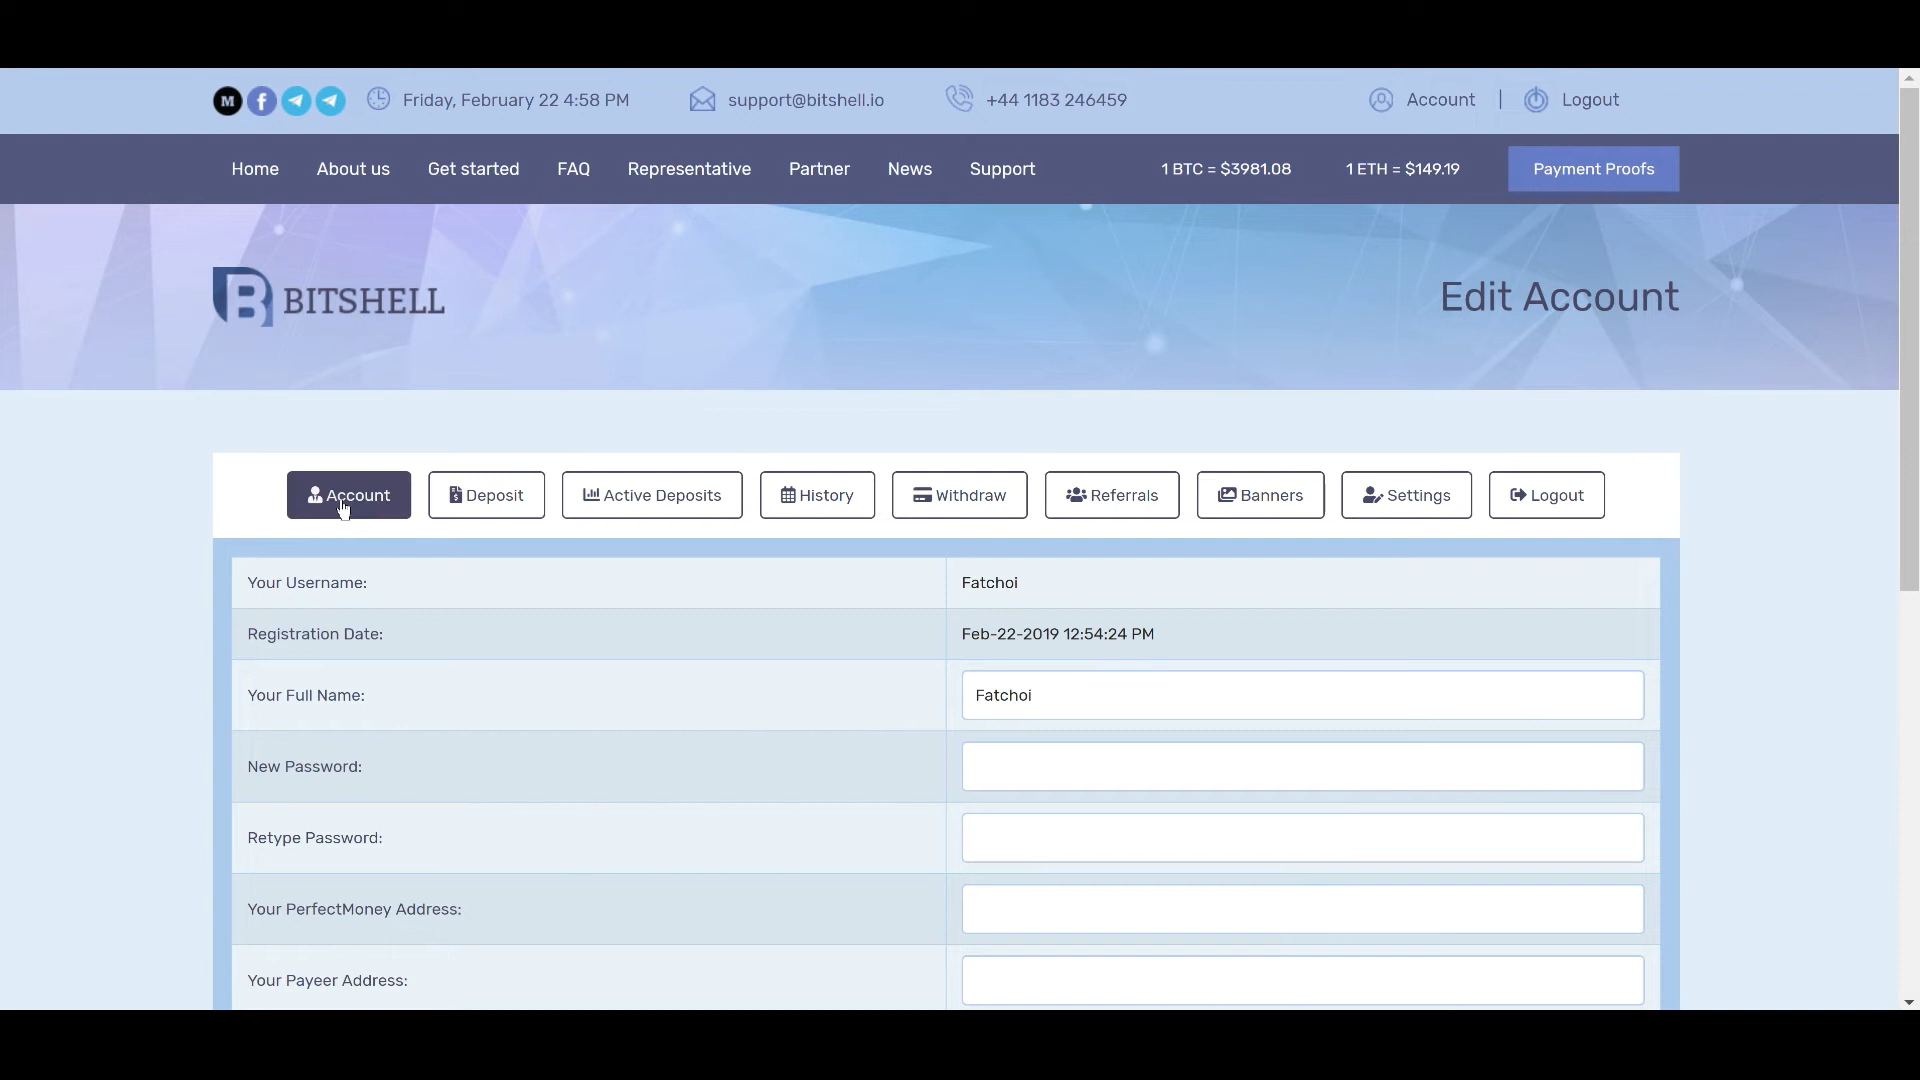 M f Friday, February 22 4:58 PM support@bitshell.io +44 1183 246459 Account | Logout
Home About us Get started FAQ Representative Partner News Support 1 BTC = $3981.08 1 ETH = $149.19 Payment Proofs
B BITSHELL Edit Account
Account Deposit Active Deposits History Withdraw Referrals Banners Settings Logout
Your Username: Fatchoi
Registration Date: Feb-22-2019 12:54:24 PM
Your Full Name: Fatchoi
New Password:
Retype Password:
Your PerfectMoney Address:
Your Payeer Address: